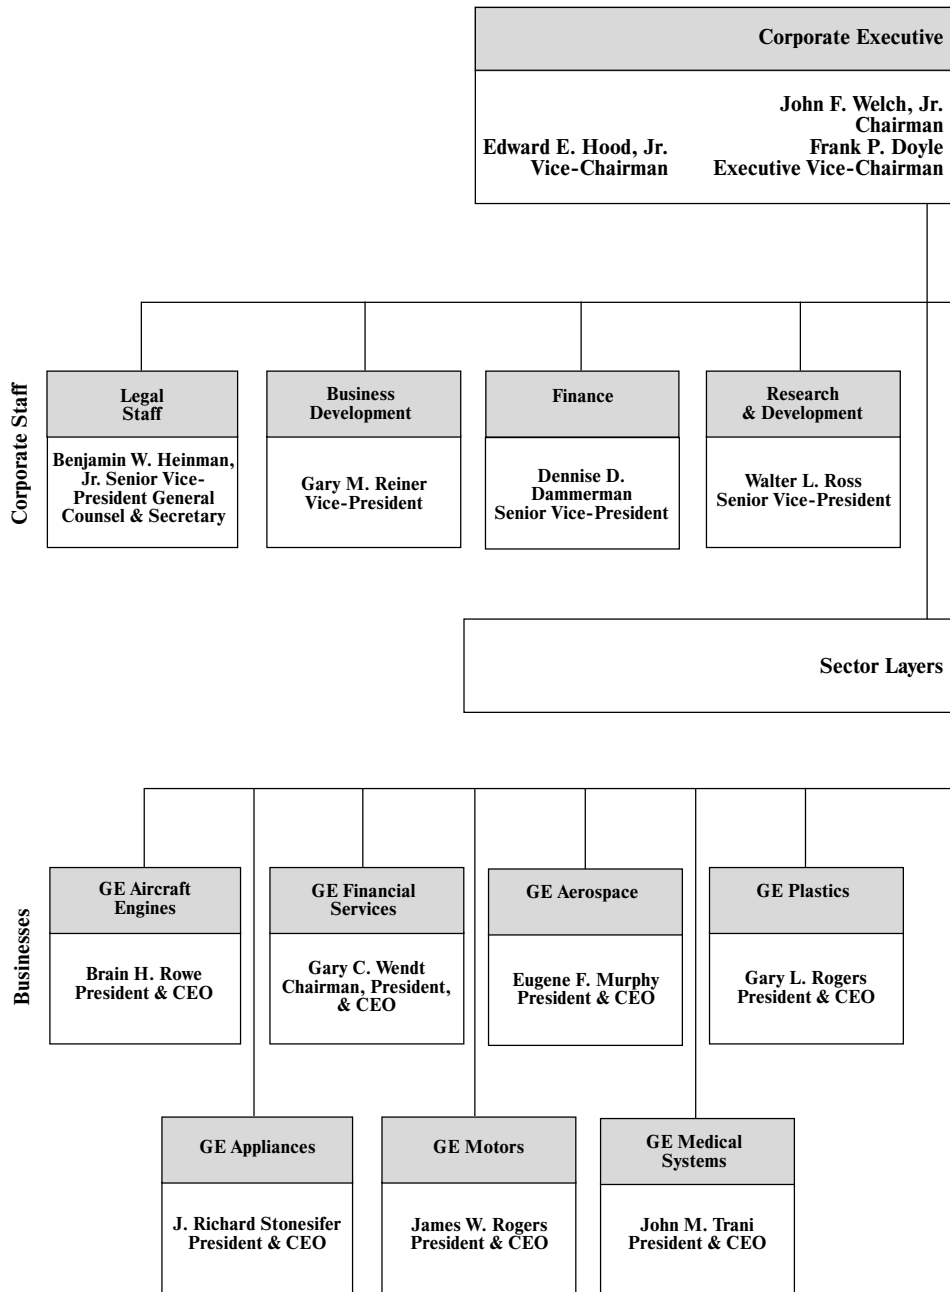 Corporate Executive
John F. Welch, Jr.
Chairman
Edward E. Hood, Jr.
Vice-Chairman
Frank P. Doyle
Executive Vice-Chairman
Corporate Staff
Legal
Staff
Benjamin W. Heinman,
Jr. Senior Vice-
President General
Counsel & Secretary
Business
Development
Gary M. Reiner
Vice-President
Finance
Dennise D.
Dammerman
Senior Vice-President
Research
& Development
Walter L. Ross
Senior Vice-President
Sector Layers
Businesses
GE Aircraft
Engines
Brain H. Rowe
President & CEO
GE Financial
Services
Gary C. Wendt
Chairman, President,
& CEO
GE Aerospace
Eugene F. Murphy
President & CEO
GE Plastics
Gary L. Rogers
President & CEO
GE Appliances
J. Richard Stonesifer
President & CEO
GE Motors
James W. Rogers
President & CEO
GE Medical
Systems
John M. Trani
President & CEO